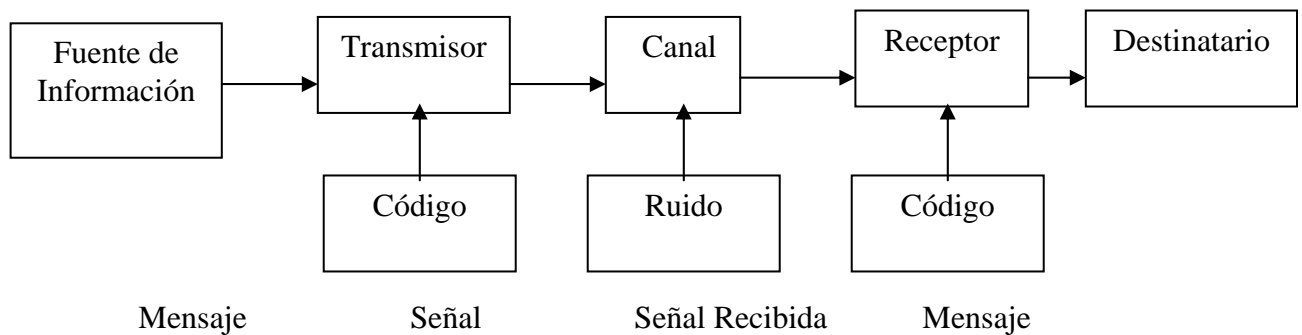 Fuente de
Información
Transmisor
Canal
Receptor
Destinatario
Código
Ruido
Código
Mensaje
Señal
Señal Recibida
Mensaje